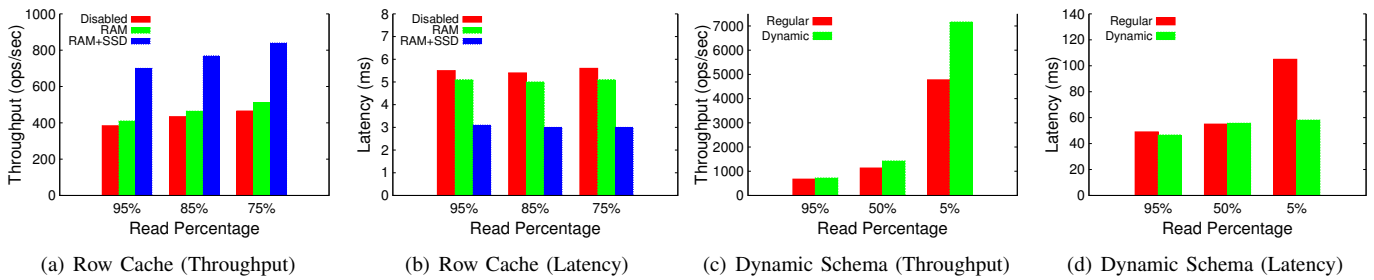 Throughput (ops/sec)
1000
800
600
400
200
0
Disabled
RAM
RAM+SSD
95% 85% 75%
Read Percentage
(a) Row Cache (Throughput)
Latency (ms)
8
7
6
5
4
3
2
1
0
Disabled
RAM
RAM+SSD
95% 85% 75%
Read Percentage
(b) Row Cache (Latency)
Throughput (ops/sec)
7000
6000
5000
4000
3000
2000
1000
0
Regular
Dynamic
95% 50% 5%
Read Percentage
(c) Dynamic Schema (Throughput)
Latency (ms)
140
120
100
80
60
40
20
0
Regular
Dynamic
95% 50% 5%
Read Percentage
(d) Dynamic Schema (Latency)